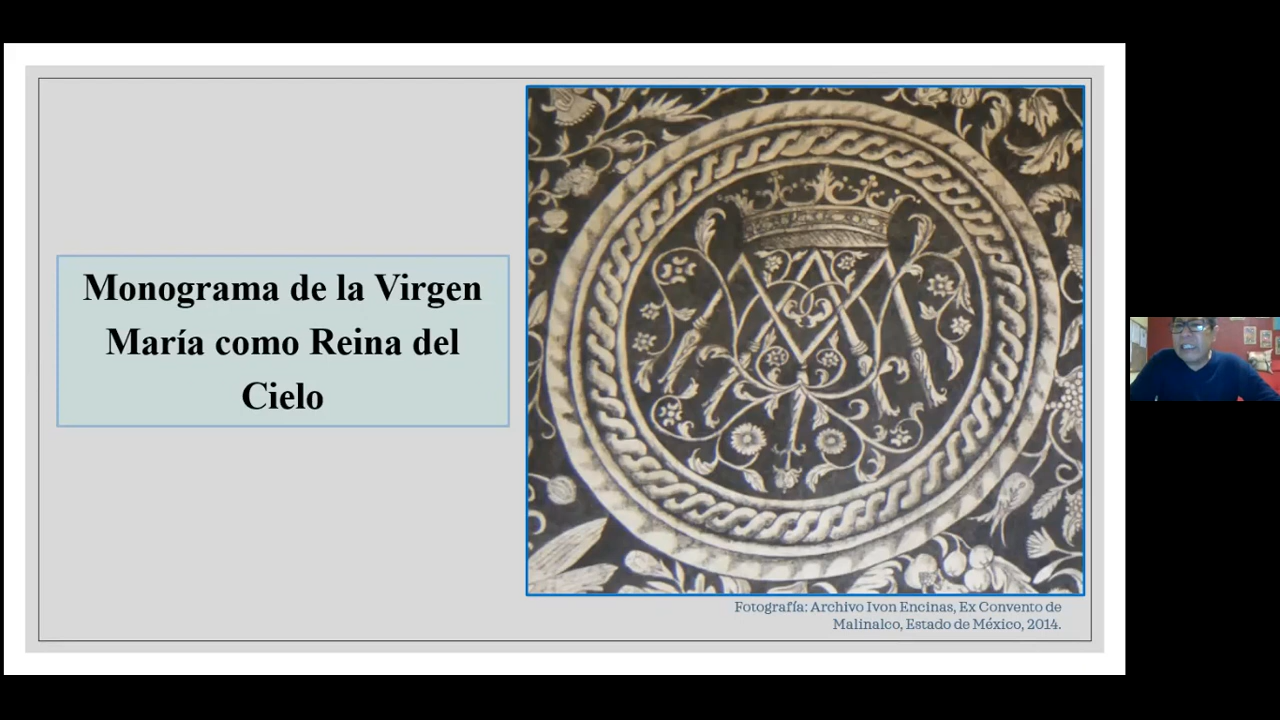 Monograma de la Virgen
María como Reina del
Cielo
Fotografía: Archivo Ivon Encinas, Ex Convento de
Malinalco, Estado de México, 2014.